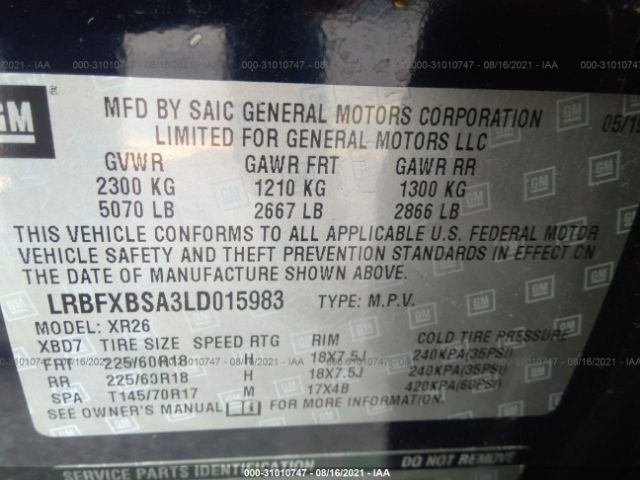 000-31010747 - 08/16/2021 - IAA
GM
MFD BY SAIC GENERAL MOTORS CORPORATION
LIMITED FOR GENERAL MOTORS LLC
05/19
GVWR GAWR FRT GAWR RR
2300 KG 1210 KG 1300 KG
5070 LB 2667 LB 2866 LB
THIS VEHICLE CONFORMS TO ALL APPLICABLE U.S. FEDERAL MOTOR
VEHICLE SAFETY, BUMPER, AND THEFT PREVENTION STANDARDS IN EFFECT ON
THE DATE OF MANUFACTURE SHOWN ABOVE.
LRBFXBSA3LD015983 TYPE: M.P.V.
MODEL: XR26
XBD7 TIRE SIZE SPEED RTG RIM COLD TIRE PRESSURE
FRT 225/60R18 H 18X7.5J 240KPA(35PSI)
RR 225/60R18 H 18X7.5J 240KPA(35PSI)
SPA T145/70R17 M 17X4B 420KPA(60PSI)
SEE OWNER'S MANUAL FOR MORE INFORMATION.
000-31010747 - 08/16/2021 - IAA
SERVICE PARTS IDENTIFICATION DO NOT REMOVE